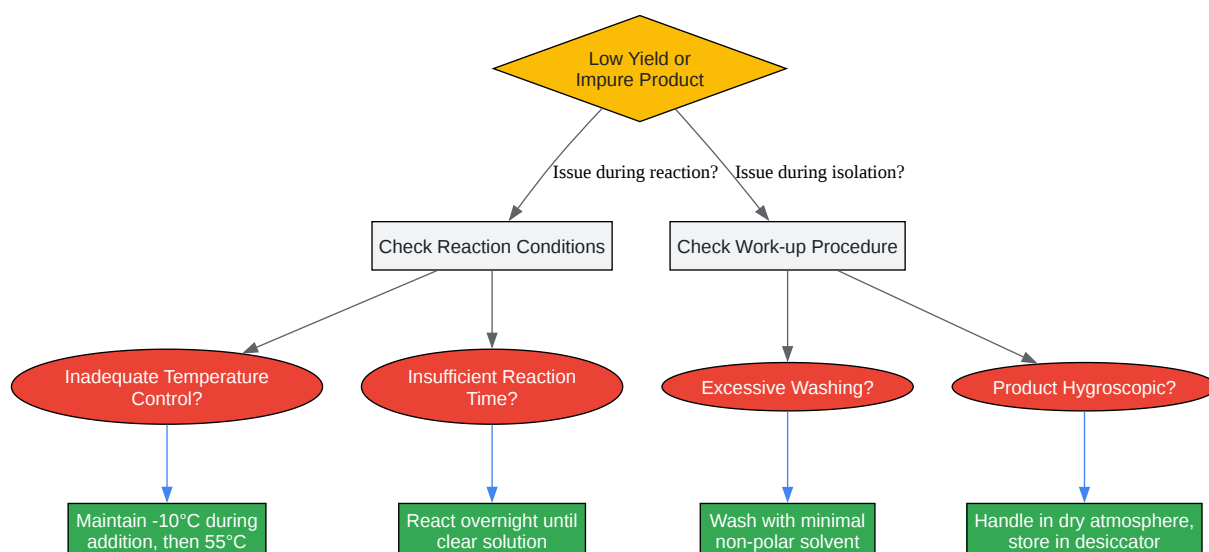 Low Yield or
Impure Product
Issue during reaction?
Issue during isolation?
Check Reaction Conditions
Check Work-up Procedure
Inadequate Temperature
Control?
Insufficient Reaction
Time?
Excessive Washing?
Product Hygroscopic?
Maintain -10°C during
addition, then 55°C
React overnight until
clear solution
Wash with minimal
non-polar solvent
Handle in dry atmosphere,
store in desiccator